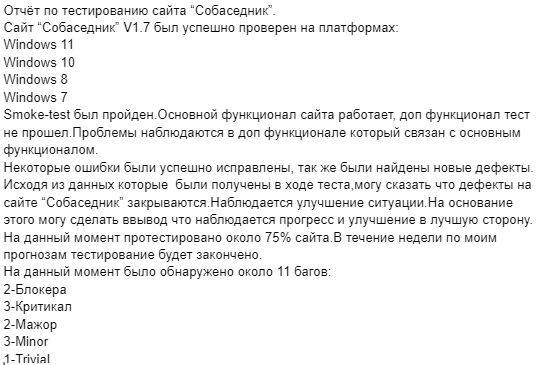 Отчёт по тестированию сайта “Собаседник”.
Сайт “Собаседник” V1.7 был успешно проверен на платформах:
Windows 11
Windows 10
Windows 8
Windows 7
Smoke-test был пройден.Основной функционал сайта работает, доп функционал тест
не прошел.Проблемы наблюдаются в доп функционале который связан с основным
функционалом.
Некоторые ошибки были успешно исправлены, так же были найдены новые дефекты.
Исходя из данных которые  были получены в ходе теста,могу сказать что дефекты на
сайте “Собаседник” закрываются.Наблюдается улучшение ситуации.На основание
этого могу сделать ввывод что наблюдается прогресс и улучшение в лучшую сторону.
На данный момент протестировано около 75% сайта.В течение недели по моим
прогнозам тестирование будет закончено.
На данный момент было обнаружено около 11 багов:
2-Блокера
3-Критикал
2-Мажор
3-Minor
1-Trivial